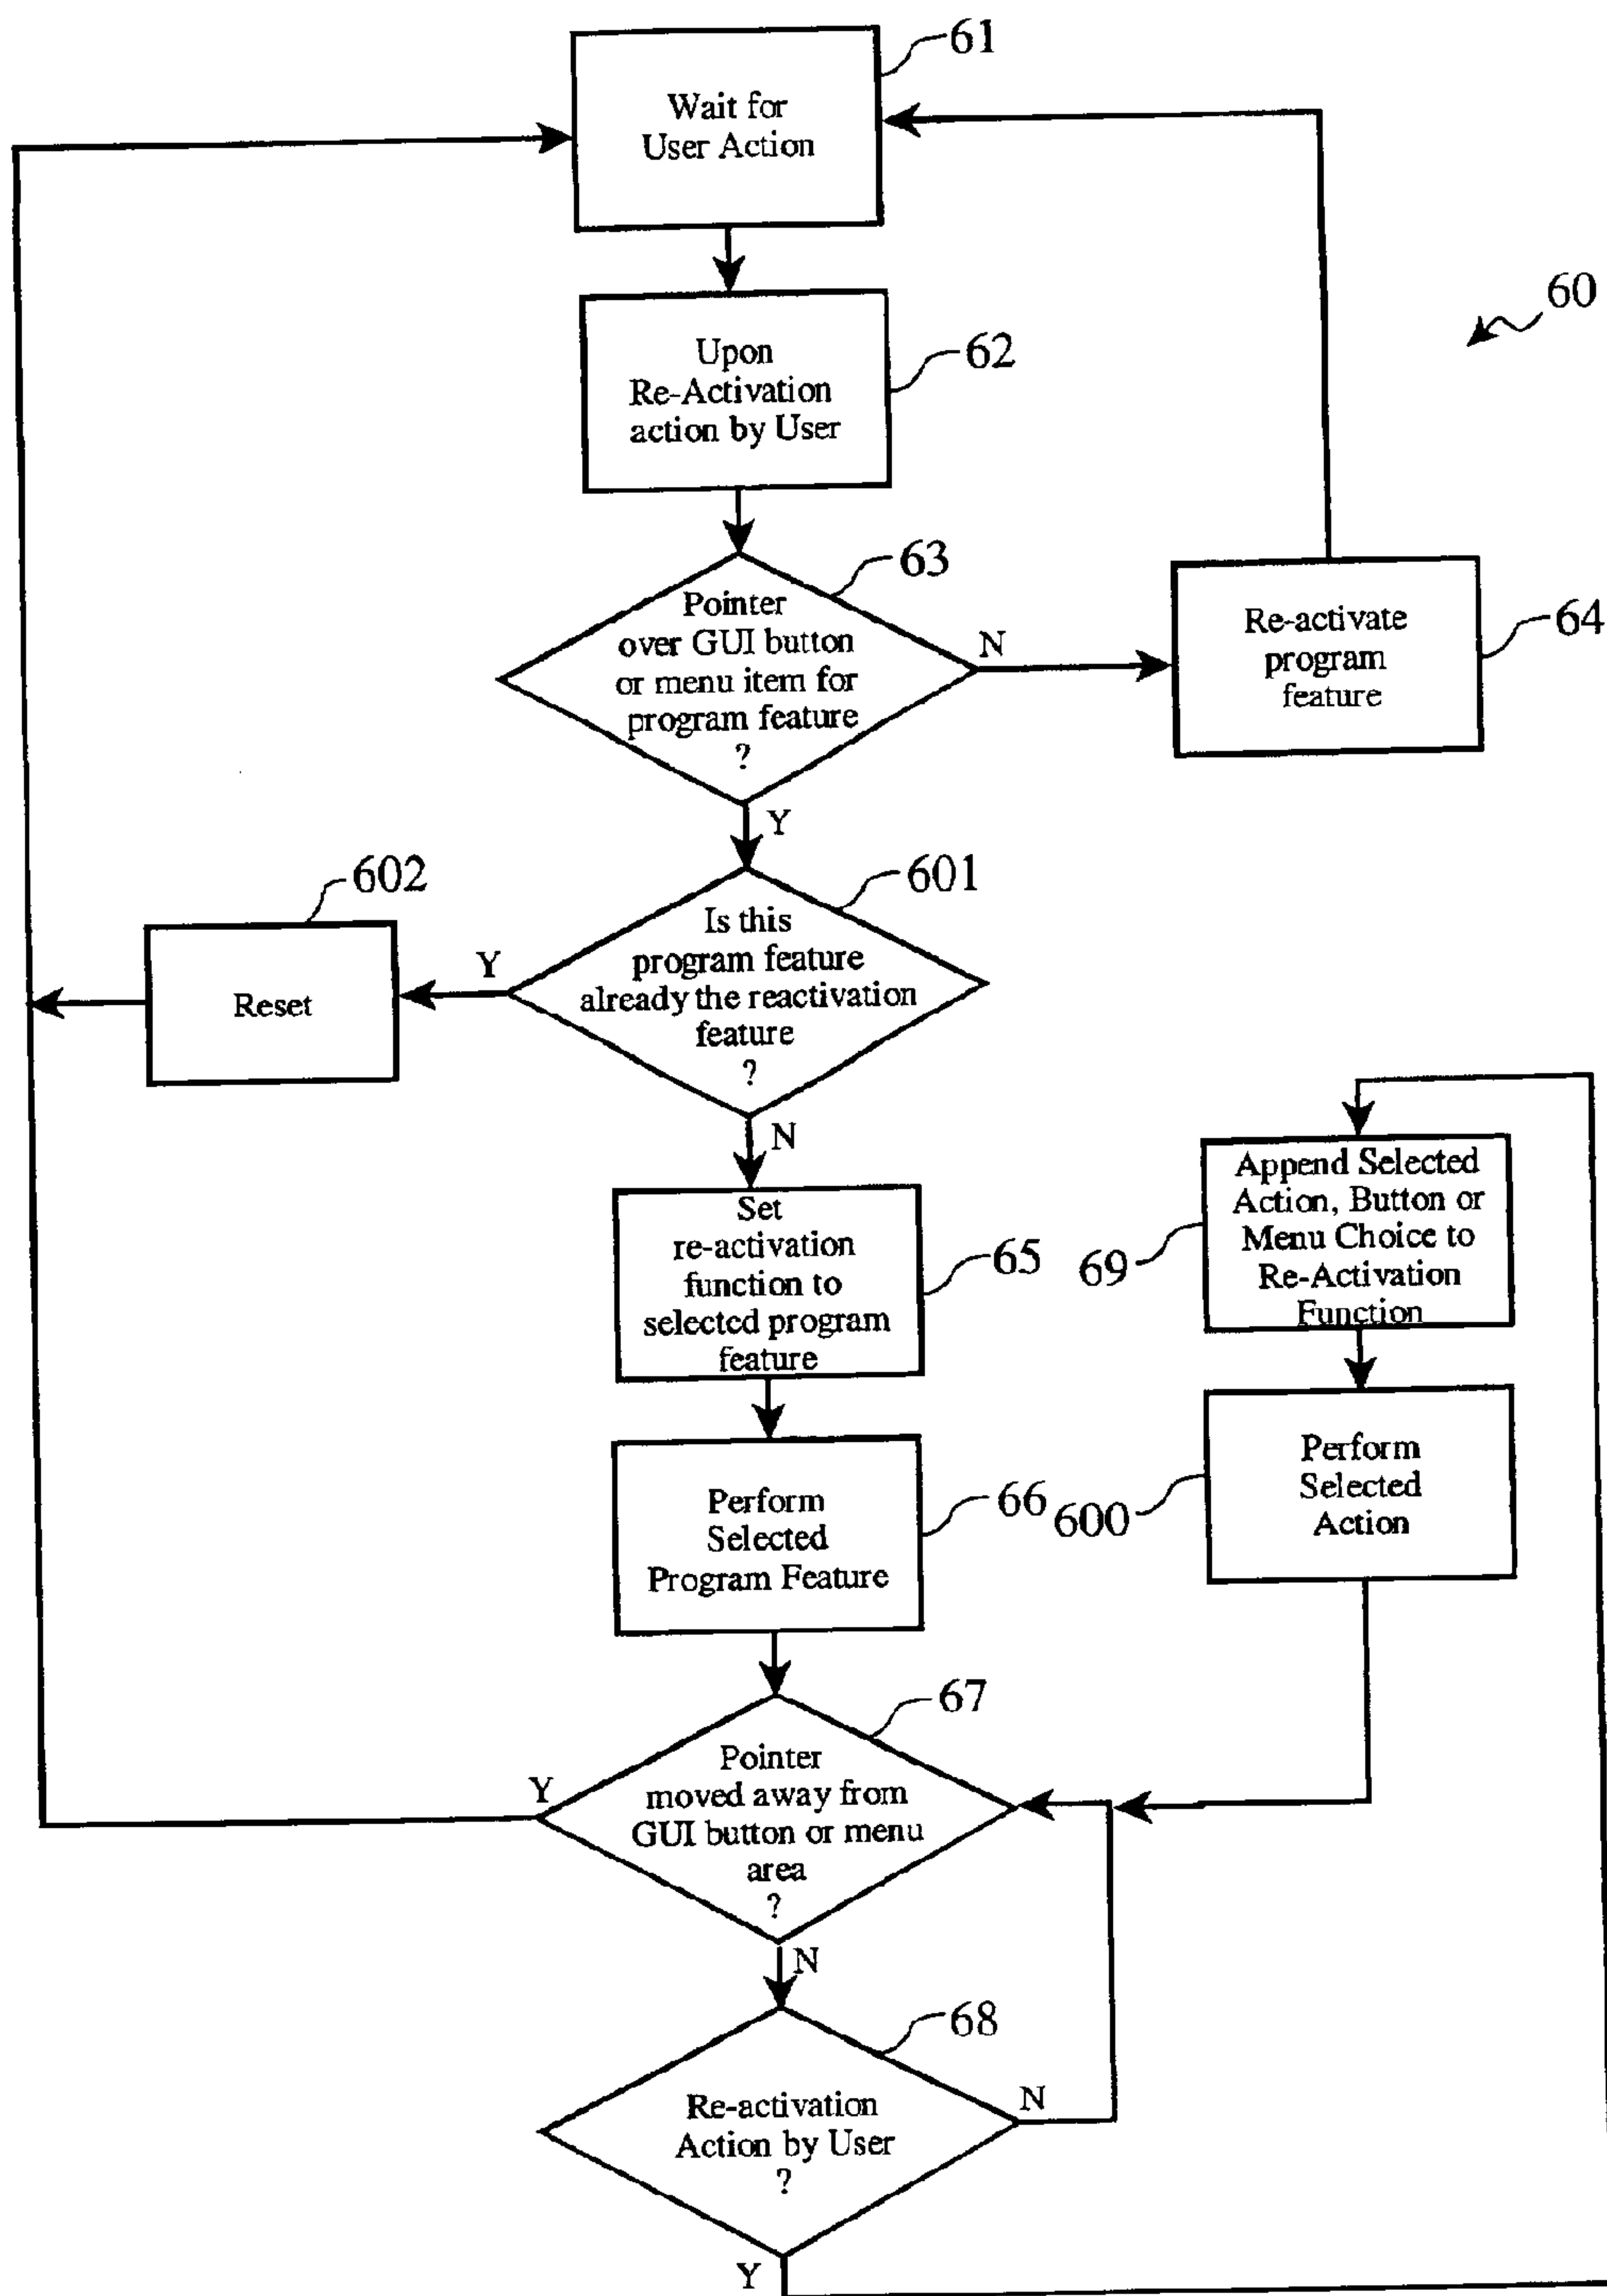 61
Wait for
User Action
60
Upon
Re-Activation
action by User
62
63
Pointer
over GUI button
or menu item for
program feature
?
N
Y
Re-activate
program
feature
64
601
Is this
program feature
already the reactivation
feature
?
Y
N
602
Reset
Set
re-activation
function to
selected program
feature
65
69
Append Selected
Action, Button or
Menu Choice to
Re-Activation
Function
Perform
Selected
Program Feature
66
600
Perform
Selected
Action
67
Pointer
moved away from
GUI button or menu
area
?
Y
N
68
Re-activation
Action by User
?
N
Y